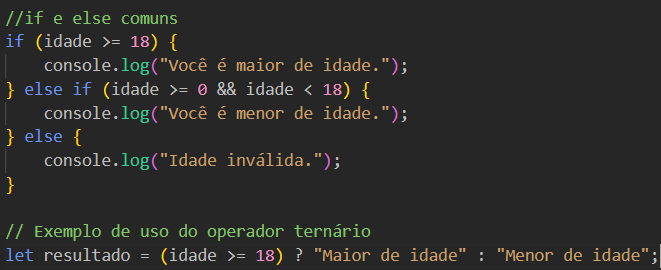 //if e else comuns
if (idade >= 18) {
    console.log("Você é maior de idade.");
} else if (idade >= 0 && idade < 18) {
    console.log("Você é menor de idade.");
} else {
    console.log("Idade inválida.");
}

// Exemplo de uso do operador ternário
let resultado = (idade >= 18) ? "Maior de idade" : "Menor de idade";